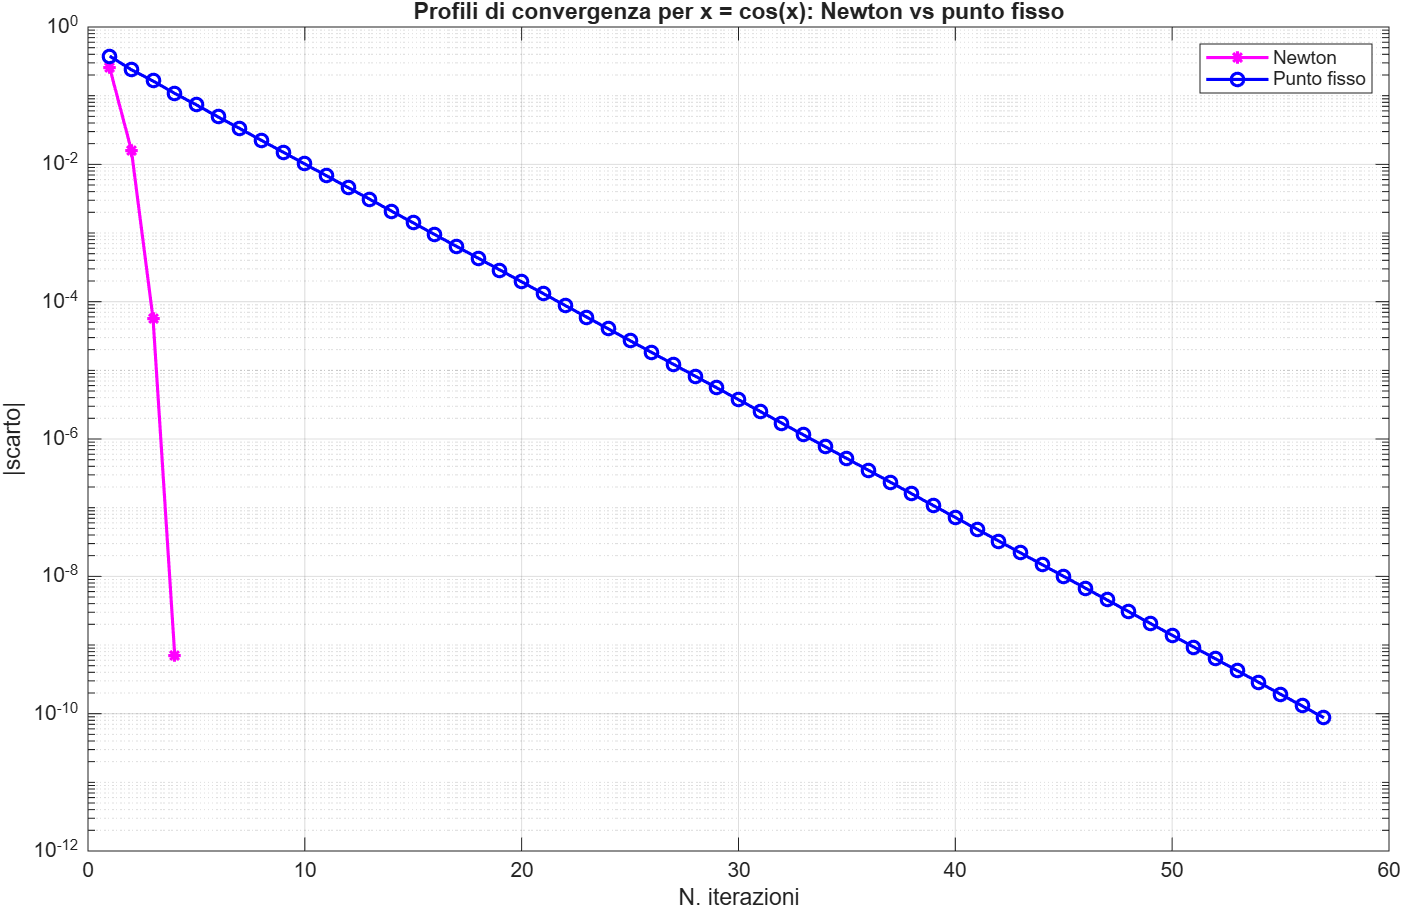 Profili di convergenza per x = cos(x): Newton vs punto fisso
Newton
Punto fisso
|scarto|
10^0
10^-2
10^-4
10^-6
10^-8
10^-10
10^-12
0 10 20 30 40 50 60
N. iterazioni